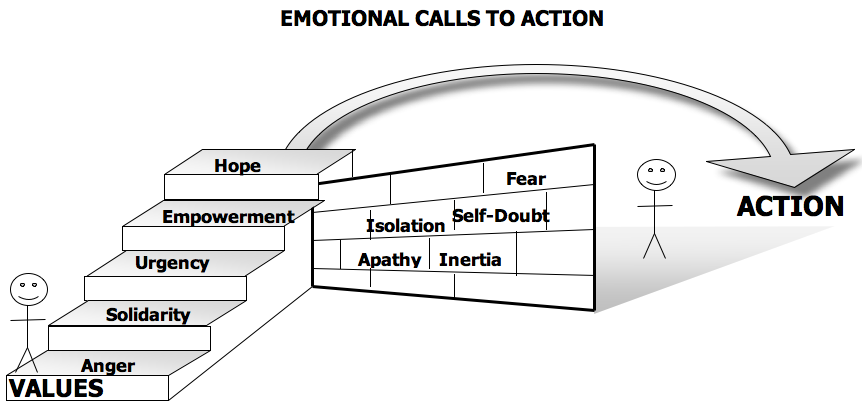 EMOTIONAL CALLS TO ACTION
Hope
Empowerment
Urgency
Solidarity
Anger
VALUES
Fear
Isolation
Self-Doubt
Apathy
Inertia
ACTION